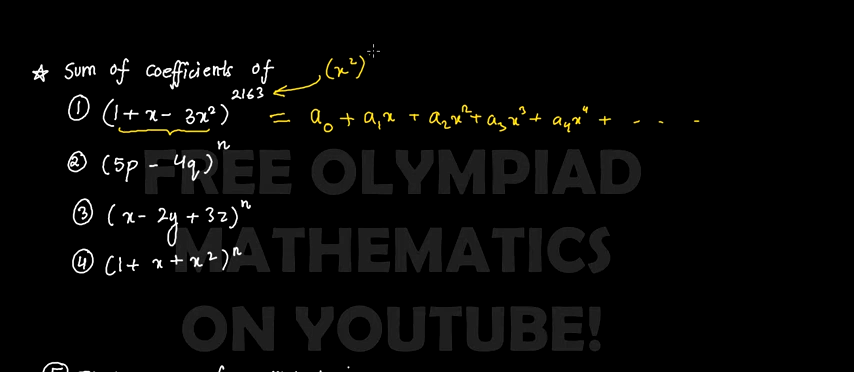 ☆ Sum of coefficients of (x²)
① (1 + x - 3x²)²¹⁶³ = a₀ + a₁x + a₂x² + a₃x³ + a₄x⁴ + - - -
② (5p - 4q)ⁿ
FREE OLYMPIAD
③ (x - 2y + 3z)ⁿ
MATHEMATICS
④ (1 + x + x²)ⁿ
ON YOUTUBE!
⑤